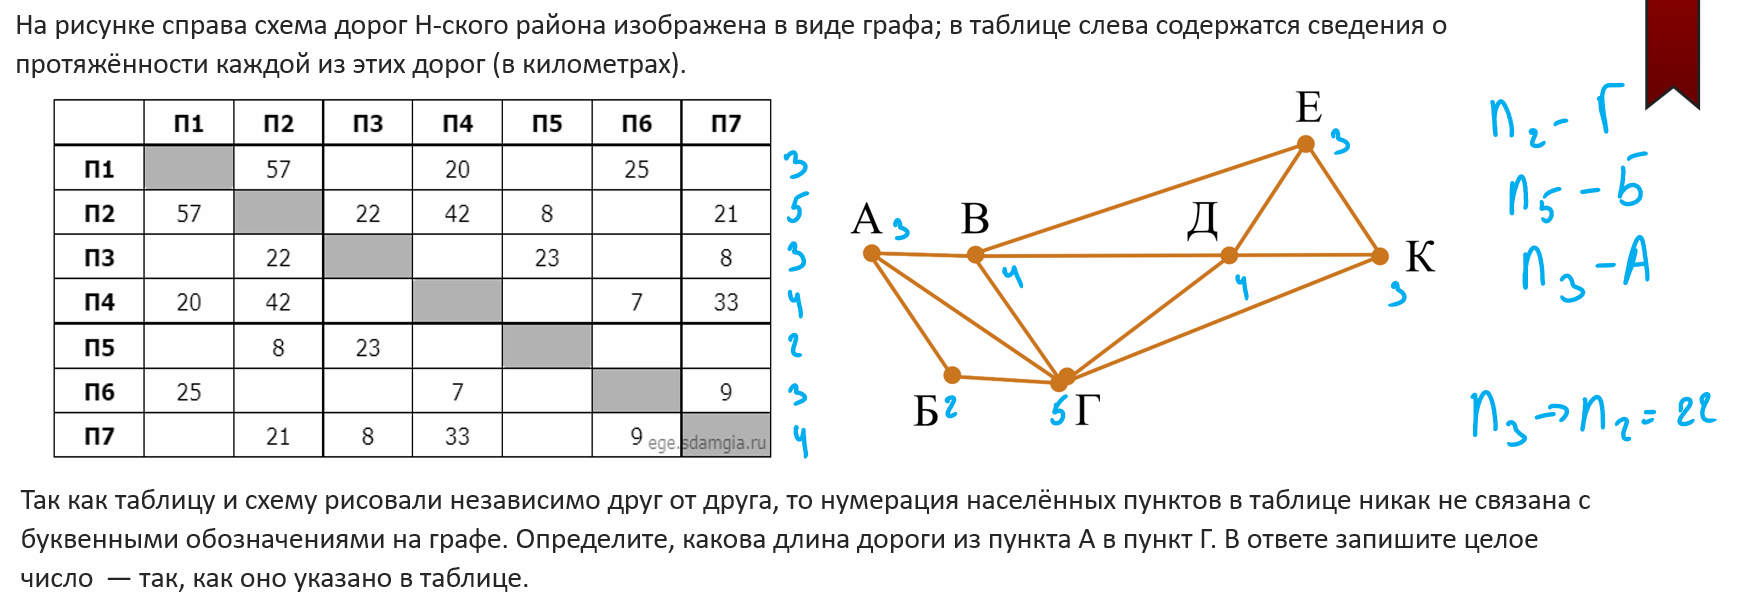 На рисунке справа схема дорог Н-ского района изображена в виде графа; в таблице слева содержатся сведения о
протяжённости каждой из этих дорог (в километрах).
П1 П2 П3 П4 П5 П6 П7
П1 57 20 25 3
П2 57 22 42 8 21 5
П3 22 23 8 3
П4 20 42 7 33 4
П5 8 23 2
П6 25 7 9 3
П7 21 8 33 9 4
ege.sdamgia.ru
Е 3
А 3 В 4 Д 4 К 3
Б 2 5 Г
п2 - Г
п5 - Б
п3 - А
п3 → п2 = 22
Так как таблицу и схему рисовали независимо друг от друга, то нумерация населённых пунктов в таблице никак не связана с
буквенными обозначениями на графе. Определите, какова длина дороги из пункта А в пункт Г. В ответе запишите целое
число — так, как оно указано в таблице.